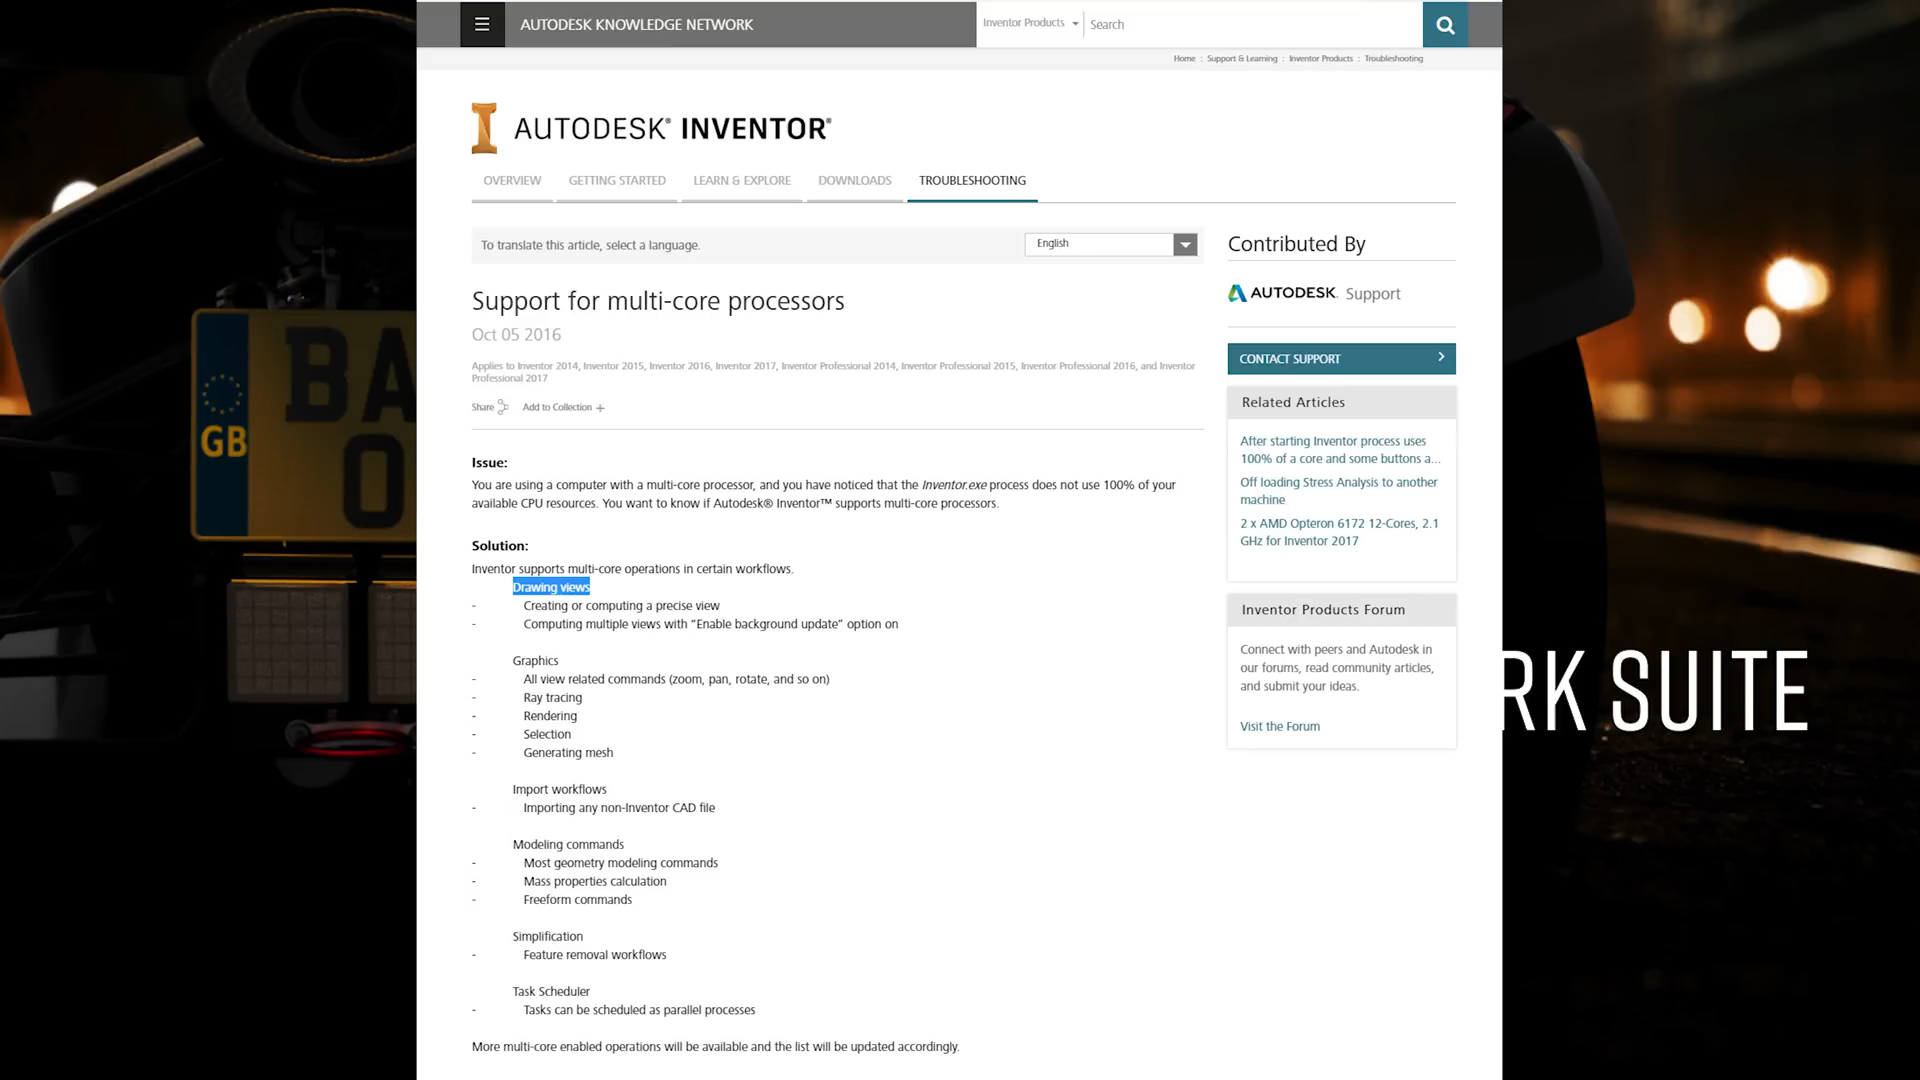 AUTODESK KNOWLEDGE NETWORK
Inventor Products
Search
Home : Support & Learning : Inventor Products : Troubleshooting
AUTODESK® INVENTOR®
OVERVIEW
GETTING STARTED
LEARN & EXPLORE
DOWNLOADS
TROUBLESHOOTING
To translate this article, select a language.
English
Support for multi-core processors
Oct 05 2016
Applies to Inventor 2014, Inventor 2015, Inventor 2016, Inventor 2017, Inventor Professional 2014, Inventor Professional 2015, Inventor Professional 2016, and Inventor
Professional 2017
Share
Add to Collection +
Issue:
You are using a computer with a multi-core processor, and you have noticed that the Inventor.exe process does not use 100% of your
available CPU resources. You want to know if Autodesk® Inventor™ supports multi-core processors.
Solution:
Inventor supports multi-core operations in certain workflows.
Drawing views
- Creating or computing a precise view
- Computing multiple views with “Enable background update” option on
Graphics
- All view related commands (zoom, pan, rotate, and so on)
- Ray tracing
- Rendering
- Selection
- Generating mesh
Import workflows
- Importing any non-Inventor CAD file
Modeling commands
- Most geometry modeling commands
- Mass properties calculation
- Freeform commands
Simplification
- Feature removal workflows
Task Scheduler
- Tasks can be scheduled as parallel processes
More multi-core enabled operations will be available and the list will be updated accordingly.
Contributed By
AUTODESK. Support
CONTACT SUPPORT
Related Articles
After starting Inventor process uses
100% of a core and some buttons a...
Off loading Stress Analysis to another
machine
2 x AMD Opteron 6172 12-Cores, 2.1
GHz for Inventor 2017
Inventor Products Forum
Connect with peers and Autodesk in
our forums, read community articles,
and submit your ideas.
Visit the Forum
GB
BA
O
RK SUITE